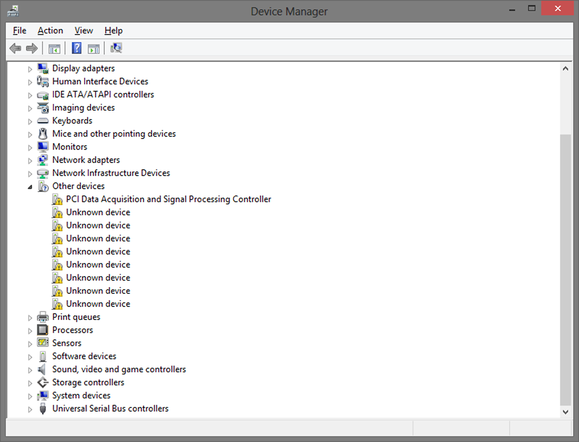 Device Manager
File Action View Help
Display adapters
Human Interface Devices
IDE ATA/ATAPI controllers
Imaging devices
Keyboards
Mice and other pointing devices
Monitors
Network adapters
Network Infrastructure Devices
Other devices
PCI Data Acquisition and Signal Processing Controller
Unknown device
Unknown device
Unknown device
Unknown device
Unknown device
Unknown device
Unknown device
Unknown device
Print queues
Processors
Sensors
Software devices
Sound, video and game controllers
Storage controllers
System devices
Universal Serial Bus controllers